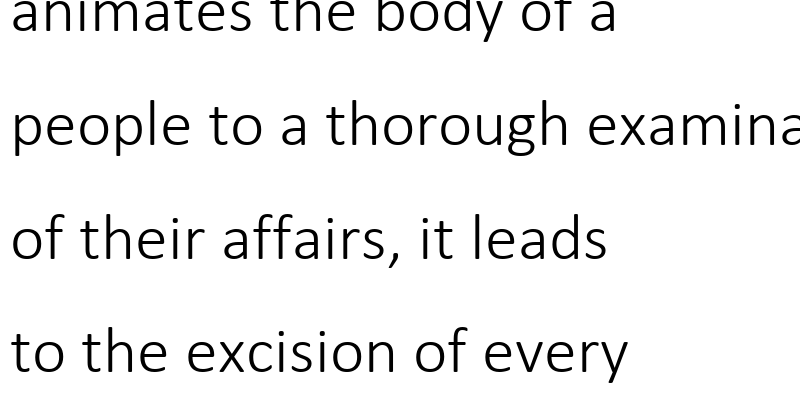 animates the body of a
people to a thorough examina
of their affairs, it leads
to the excision of every